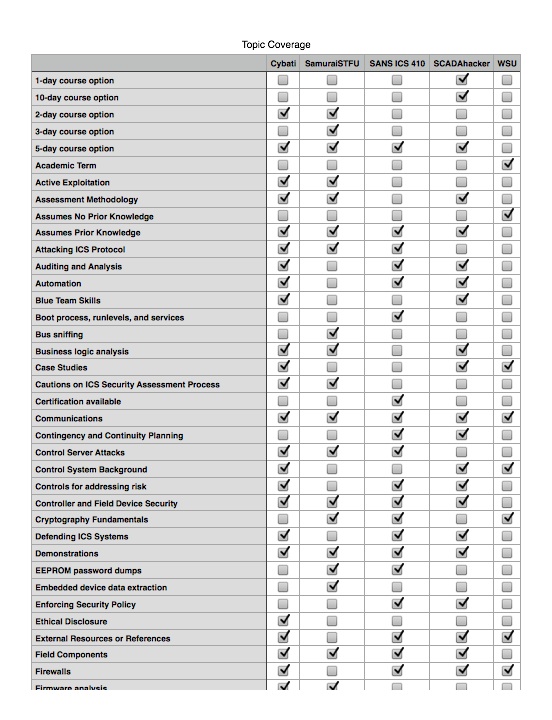 Topic Coverage
Cybati SamuraiSTFU SANS ICS 410 SCADAhacker WSU
1-day course option
10-day course option
2-day course option
3-day course option
5-day course option
Academic Term
Active Exploitation
Assessment Methodology
Assumes No Prior Knowledge
Assumes Prior Knowledge
Attacking ICS Protocol
Auditing and Analysis
Automation
Blue Team Skills
Boot process, runlevels, and services
Bus sniffing
Business logic analysis
Case Studies
Cautions on ICS Security Assessment Process
Certification available
Communications
Contingency and Continuity Planning
Control Server Attacks
Control System Background
Controls for addressing risk
Controller and Field Device Security
Cryptography Fundamentals
Defending ICS Systems
Demonstrations
EEPROM password dumps
Embedded device data extraction
Enforcing Security Policy
Ethical Disclosure
External Resources or References
Field Components
Firewalls
Firmware analysis